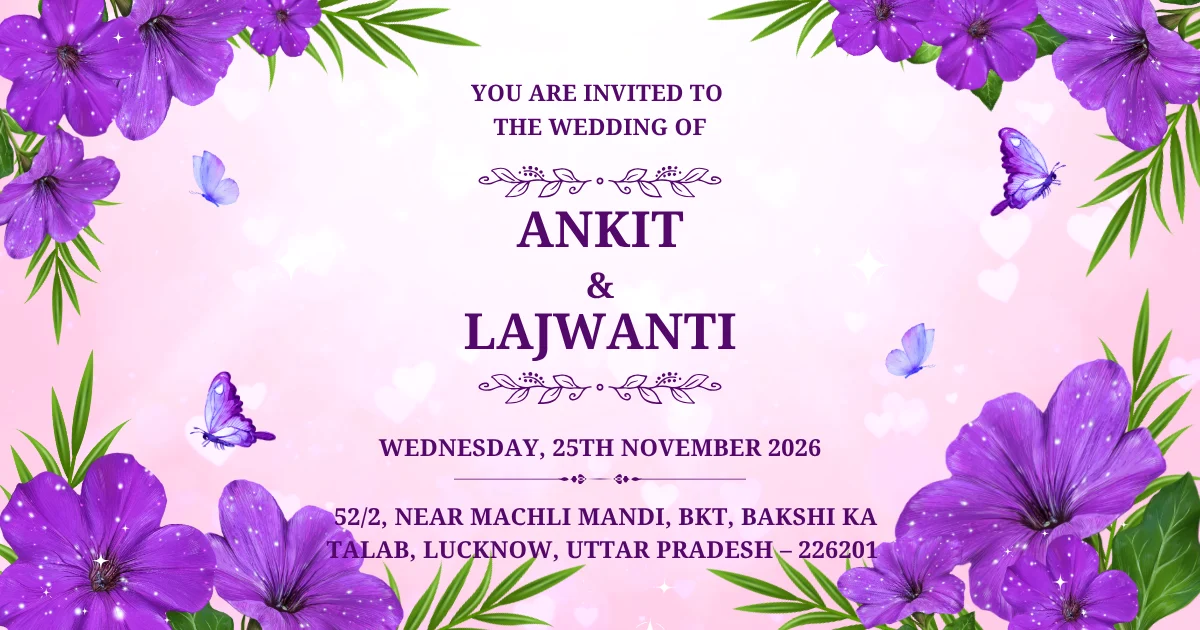 YOU ARE INVITED TO
THE WEDDING OF
ANKIT
&
LAJWANTI
WEDNESDAY, 25TH NOVEMBER 2026
52/2, NEAR MACHLI MANDI, BKT, BAKSHI KA
TALAB, LUCKNOW, UTTAR PRADESH – 226201